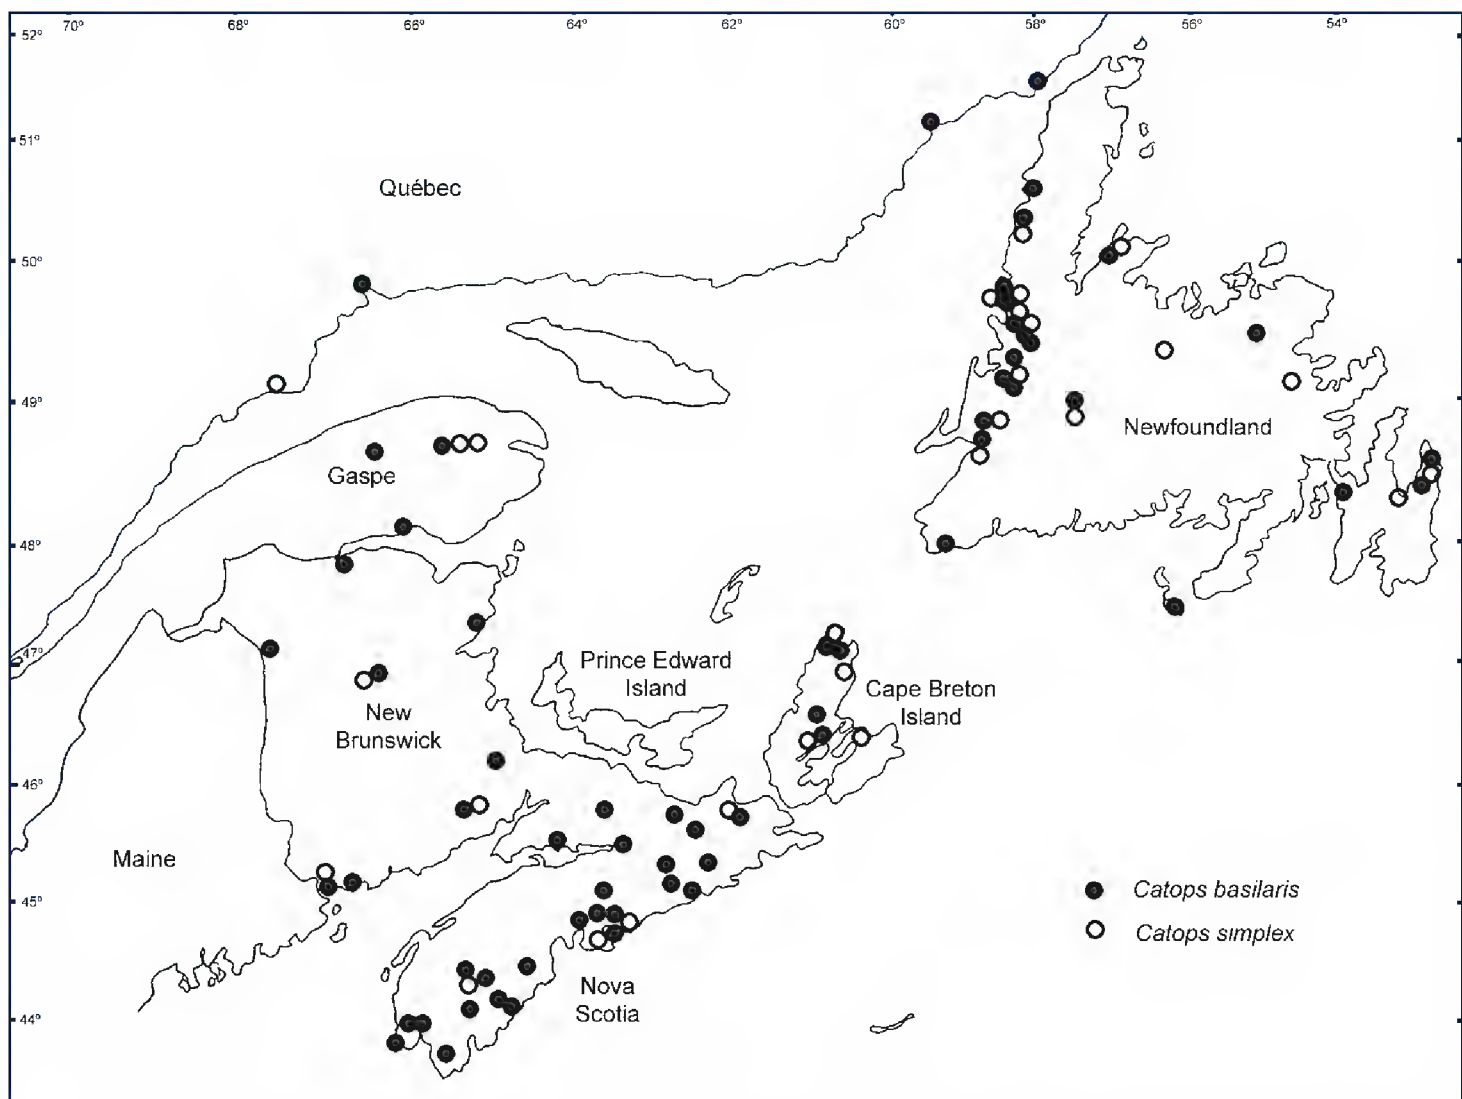 70° 68° 66° 64° 62° 60° 58° 56° 54°
52°
51°
Québec
50°
49°
Newfoundland
Gaspe
48°
47°
Prince Edward
Island
Cape Breton
Island
New
Brunswick
46°
Maine
45°
Catops basilaris
Catops simplex
Nova
Scotia
44°